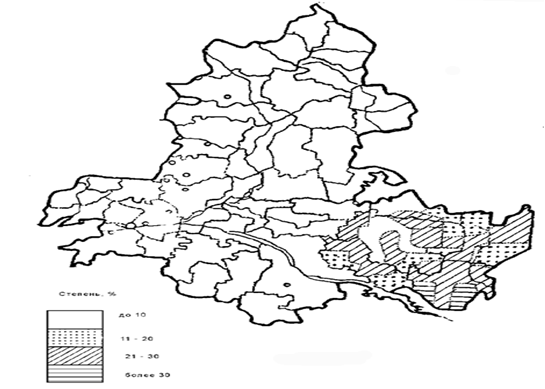 Степень, %
до 10
11 - 20
21 - 30
более 30